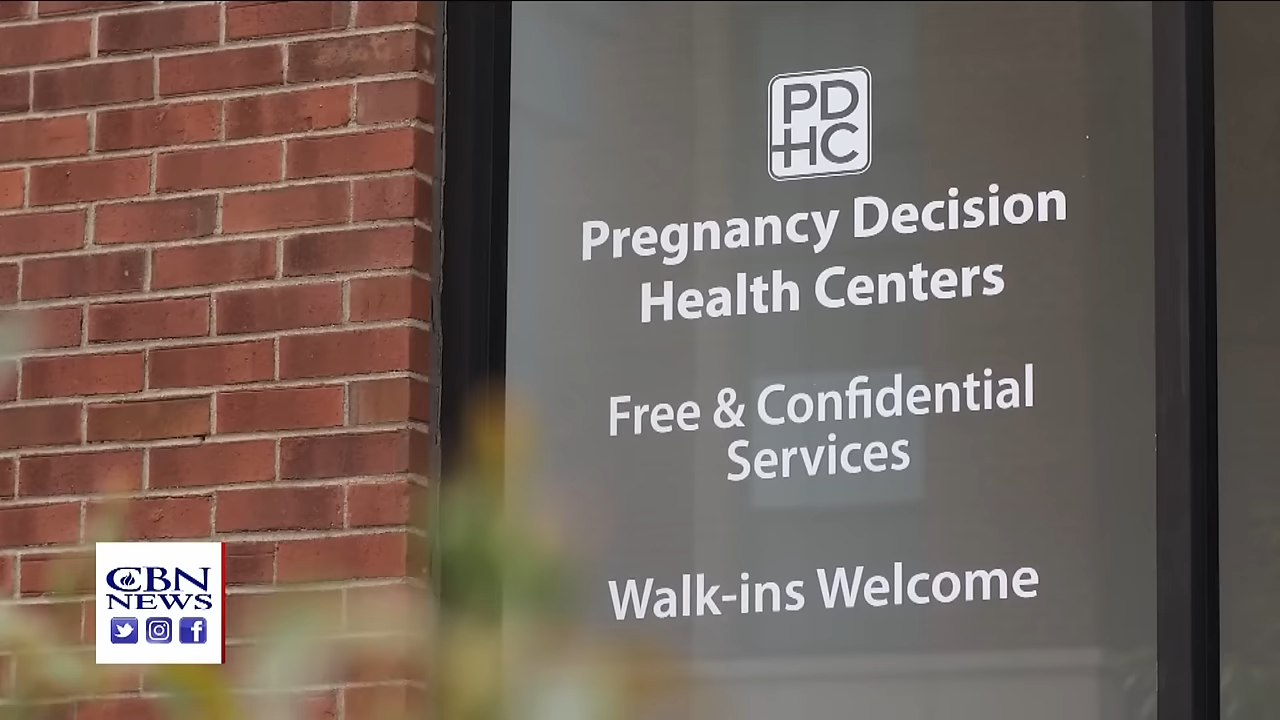 PD
HC
Pregnancy Decision
Health Centers
Free & Confidential
Services
Walk-ins Welcome
CBN
NEWS